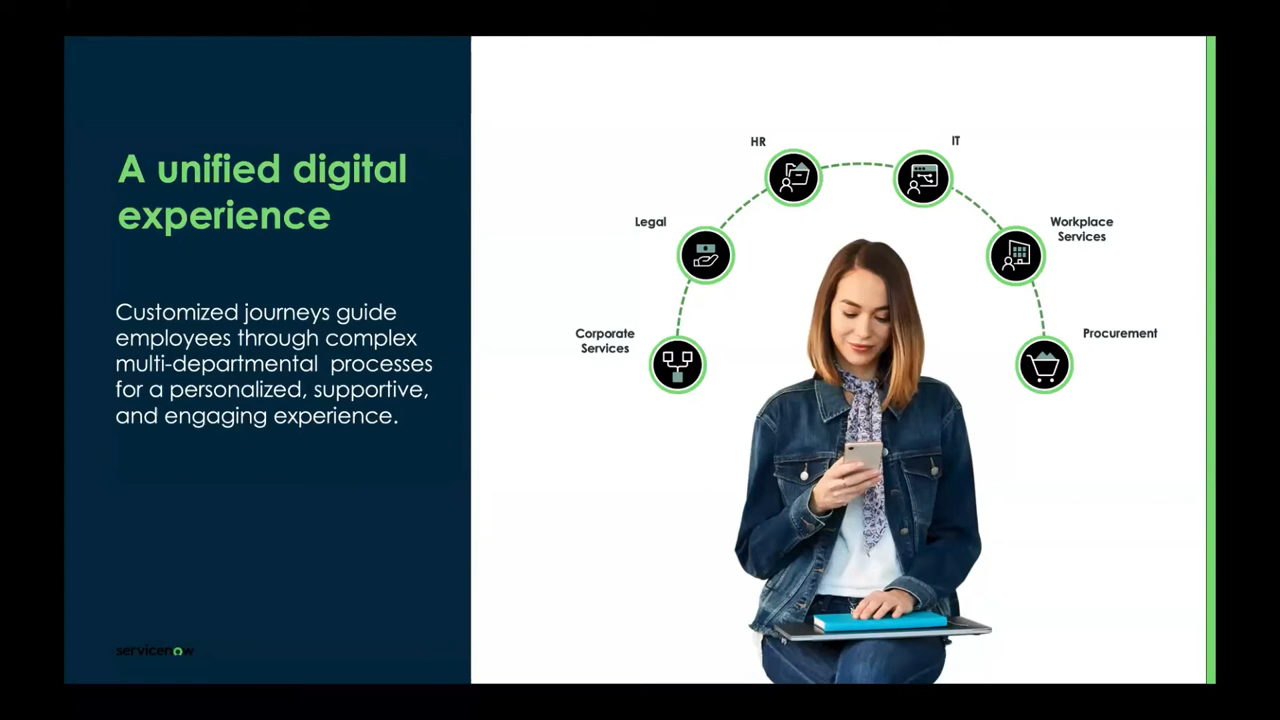 A unified digital
experience
Customized journeys guide
employees through complex
multi-departmental processes
for a personalized, supportive,
and engaging experience.
servicenow
HR
IT
Legal
Workplace
Services
Corporate
Services
Procurement